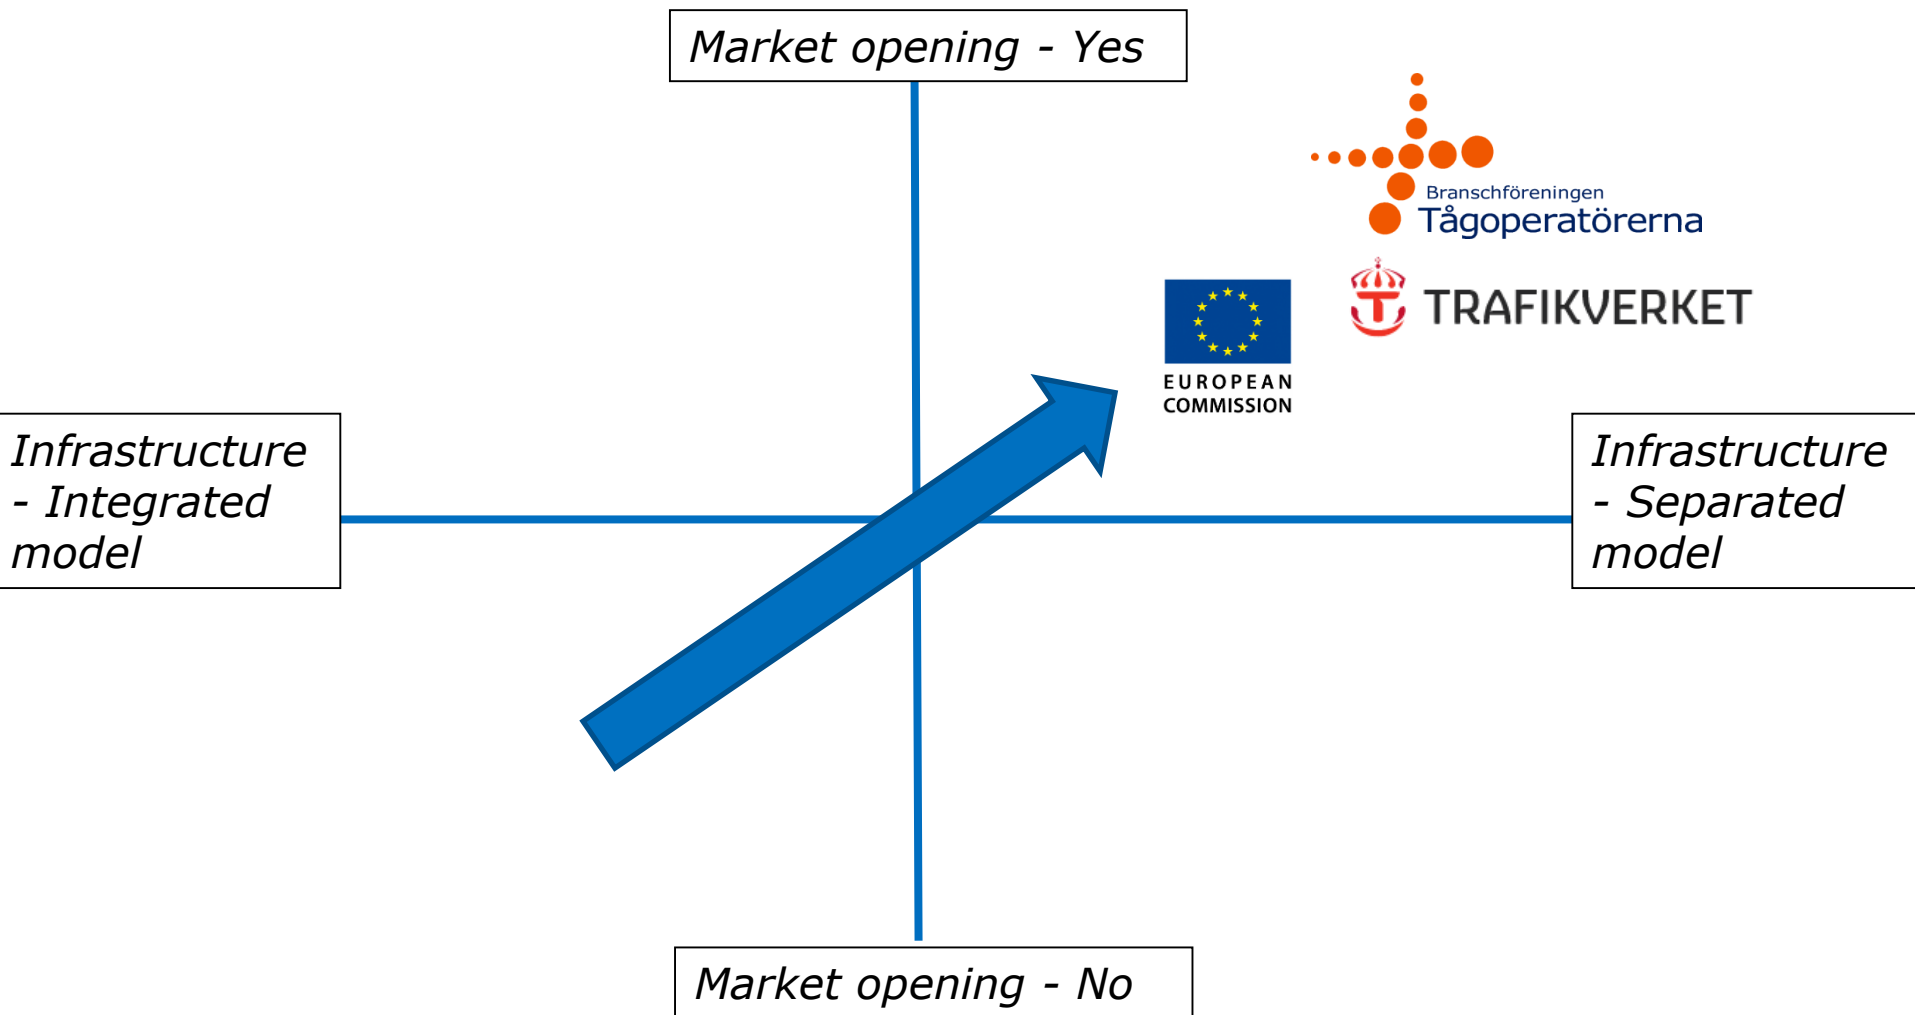 Market opening - Yes
Branschföreningen
Tågoperatörerna
TRAFIKVERKET
EUROPEAN
COMMISSION
Infrastructure
- Integrated
model
Infrastructure
- Separated
model
Market opening - No